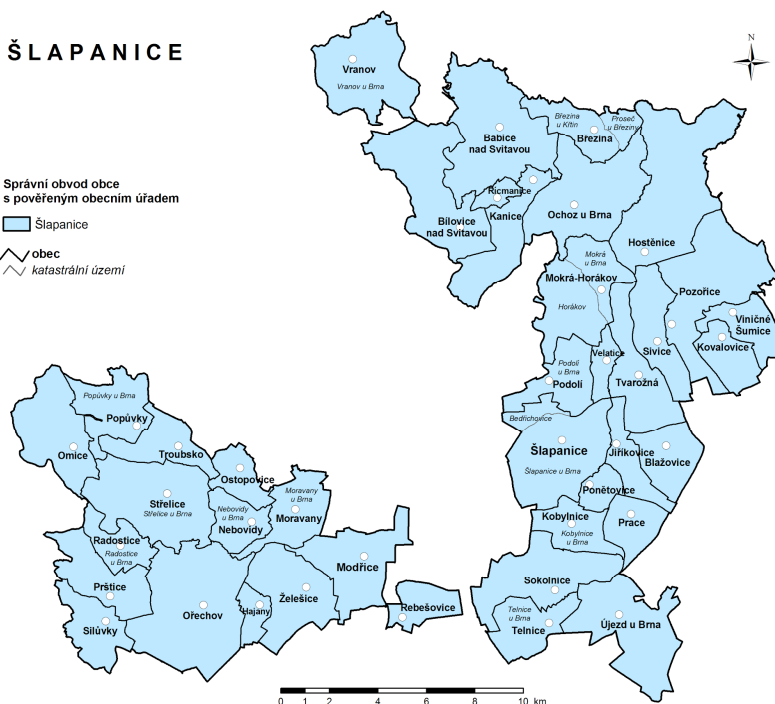 ŠLAPANICE
N
Správní obvod obce
s pověřeným obecním úřadem
Šlapanice
obec
katastrální území
Vranov
Vranov u Brna
Babice
nad Svitavou
Březina
u Křtin
Proseč
u Březiny
Březina
Řícmanice
Kanice
Bílovice
nad Svitavou
Ochoz u Brna
Hostěnice
Mokrá
u Brna
Mokrá-Horákov
Horákov
Pozořice
Viničné
Šumice
Kovalovice
Sivice
Velatice
Tvarožná
Podolí
u Brna
Podolí
Bedřichovice
Šlapanice
Šlapanice u Brna
Jiříkovice
Blažovice
Ponětovice
Kobylnice
Kobylnice
u Brna
Prace
Sokolnice
Telnice
u Brna
Telnice
Újezd u Brna
Popůvky u Brna
Popůvky
Omice
Troubsko
Ostopovice
Střelice
Střelice u Brna
Nebovidy
u Brna
Nebovidy
Moravany
u Brna
Moravany
Radostice
Radostice
u Brna
Modřice
Prštice
Ořechov
Hajany
Želešice
Rebešovice
Silůvky
0 1 2 4 6 8 10 km